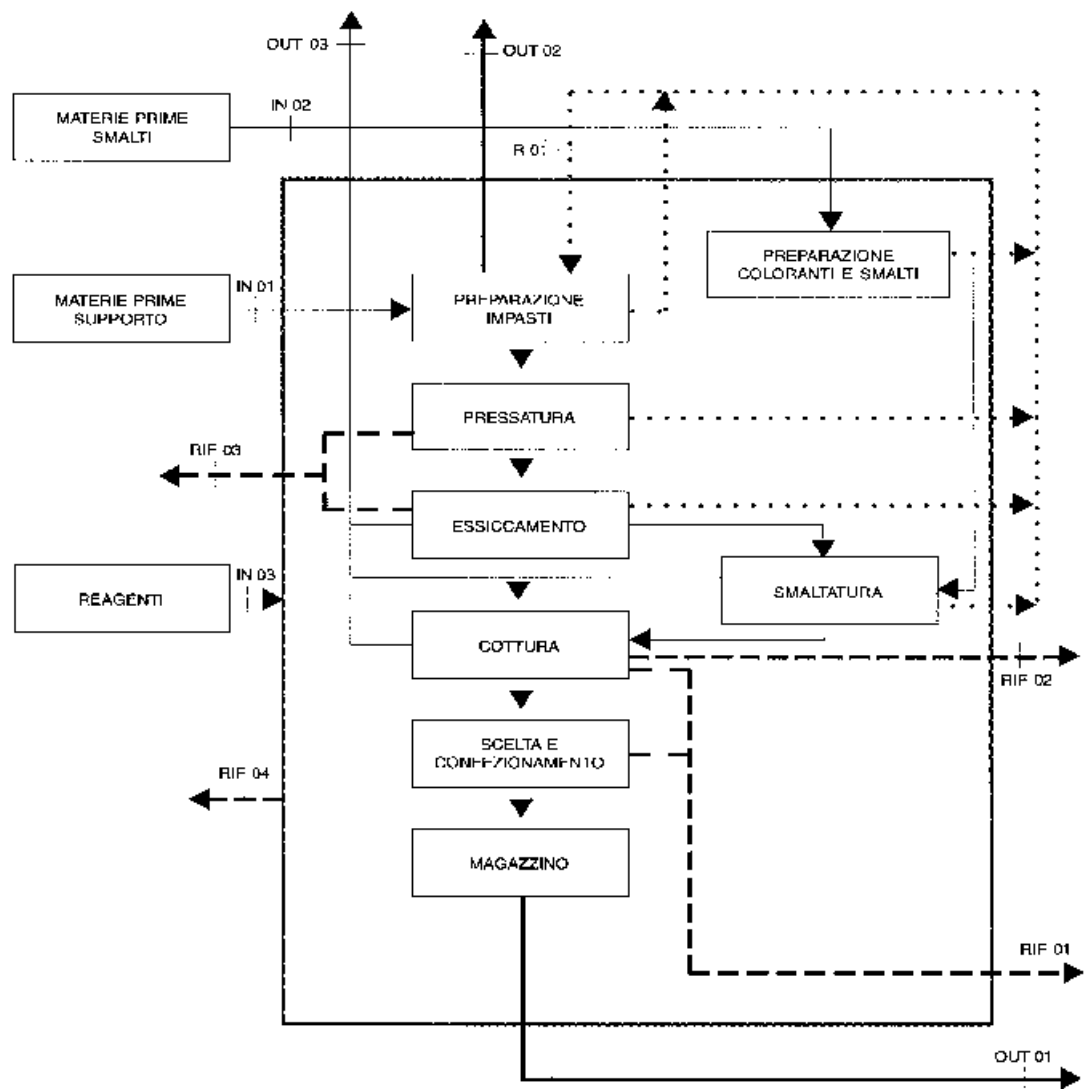 OUT 03
OUT 02
IN 02
MATERIE PRIME
SMALTI
R 01
PREPARAZIONE
COLORANTI E SMALTI
IN 01
MATERIE PRIME
SUPPORTO
PREPARAZIONE
IMPASTI
PRESSATURA
RIF 03
ESSICCAMENTO
IN 03
REAGENTI
SMALTATURA
COTTURA
RIF 02
SCELTA E
CONFEZIONAMENTO
RIF 04
MAGAZZINO
RIF 01
OUT 01